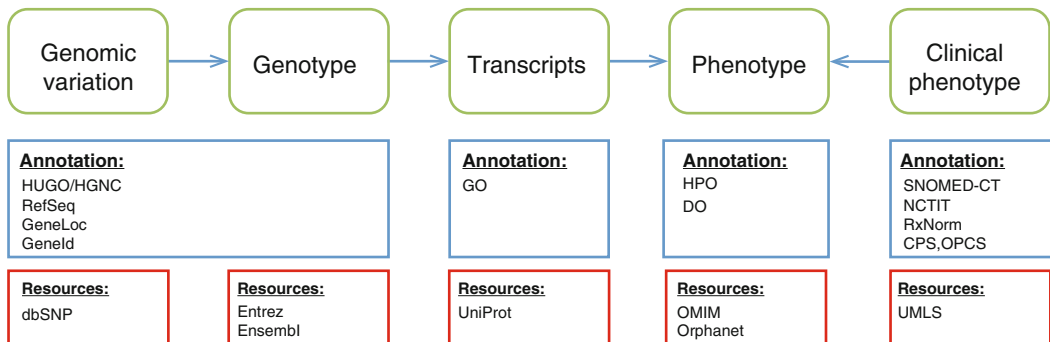 Genomic
variation
Genotype
Transcripts
Phenotype
Clinical
phenotype
Annotation:
HUGO/HGNC
RefSeq
GeneLoc
GeneId
Annotation:
GO
Annotation:
HPO
DO
Annotation:
SNOMED-CT
NCTIT
RxNorm
CPS,OPCS
Resources:
dbSNP
Resources:
Entrez
Ensembl
Resources:
UniProt
Resources:
OMIM
Orphanet
Resources:
UMLS